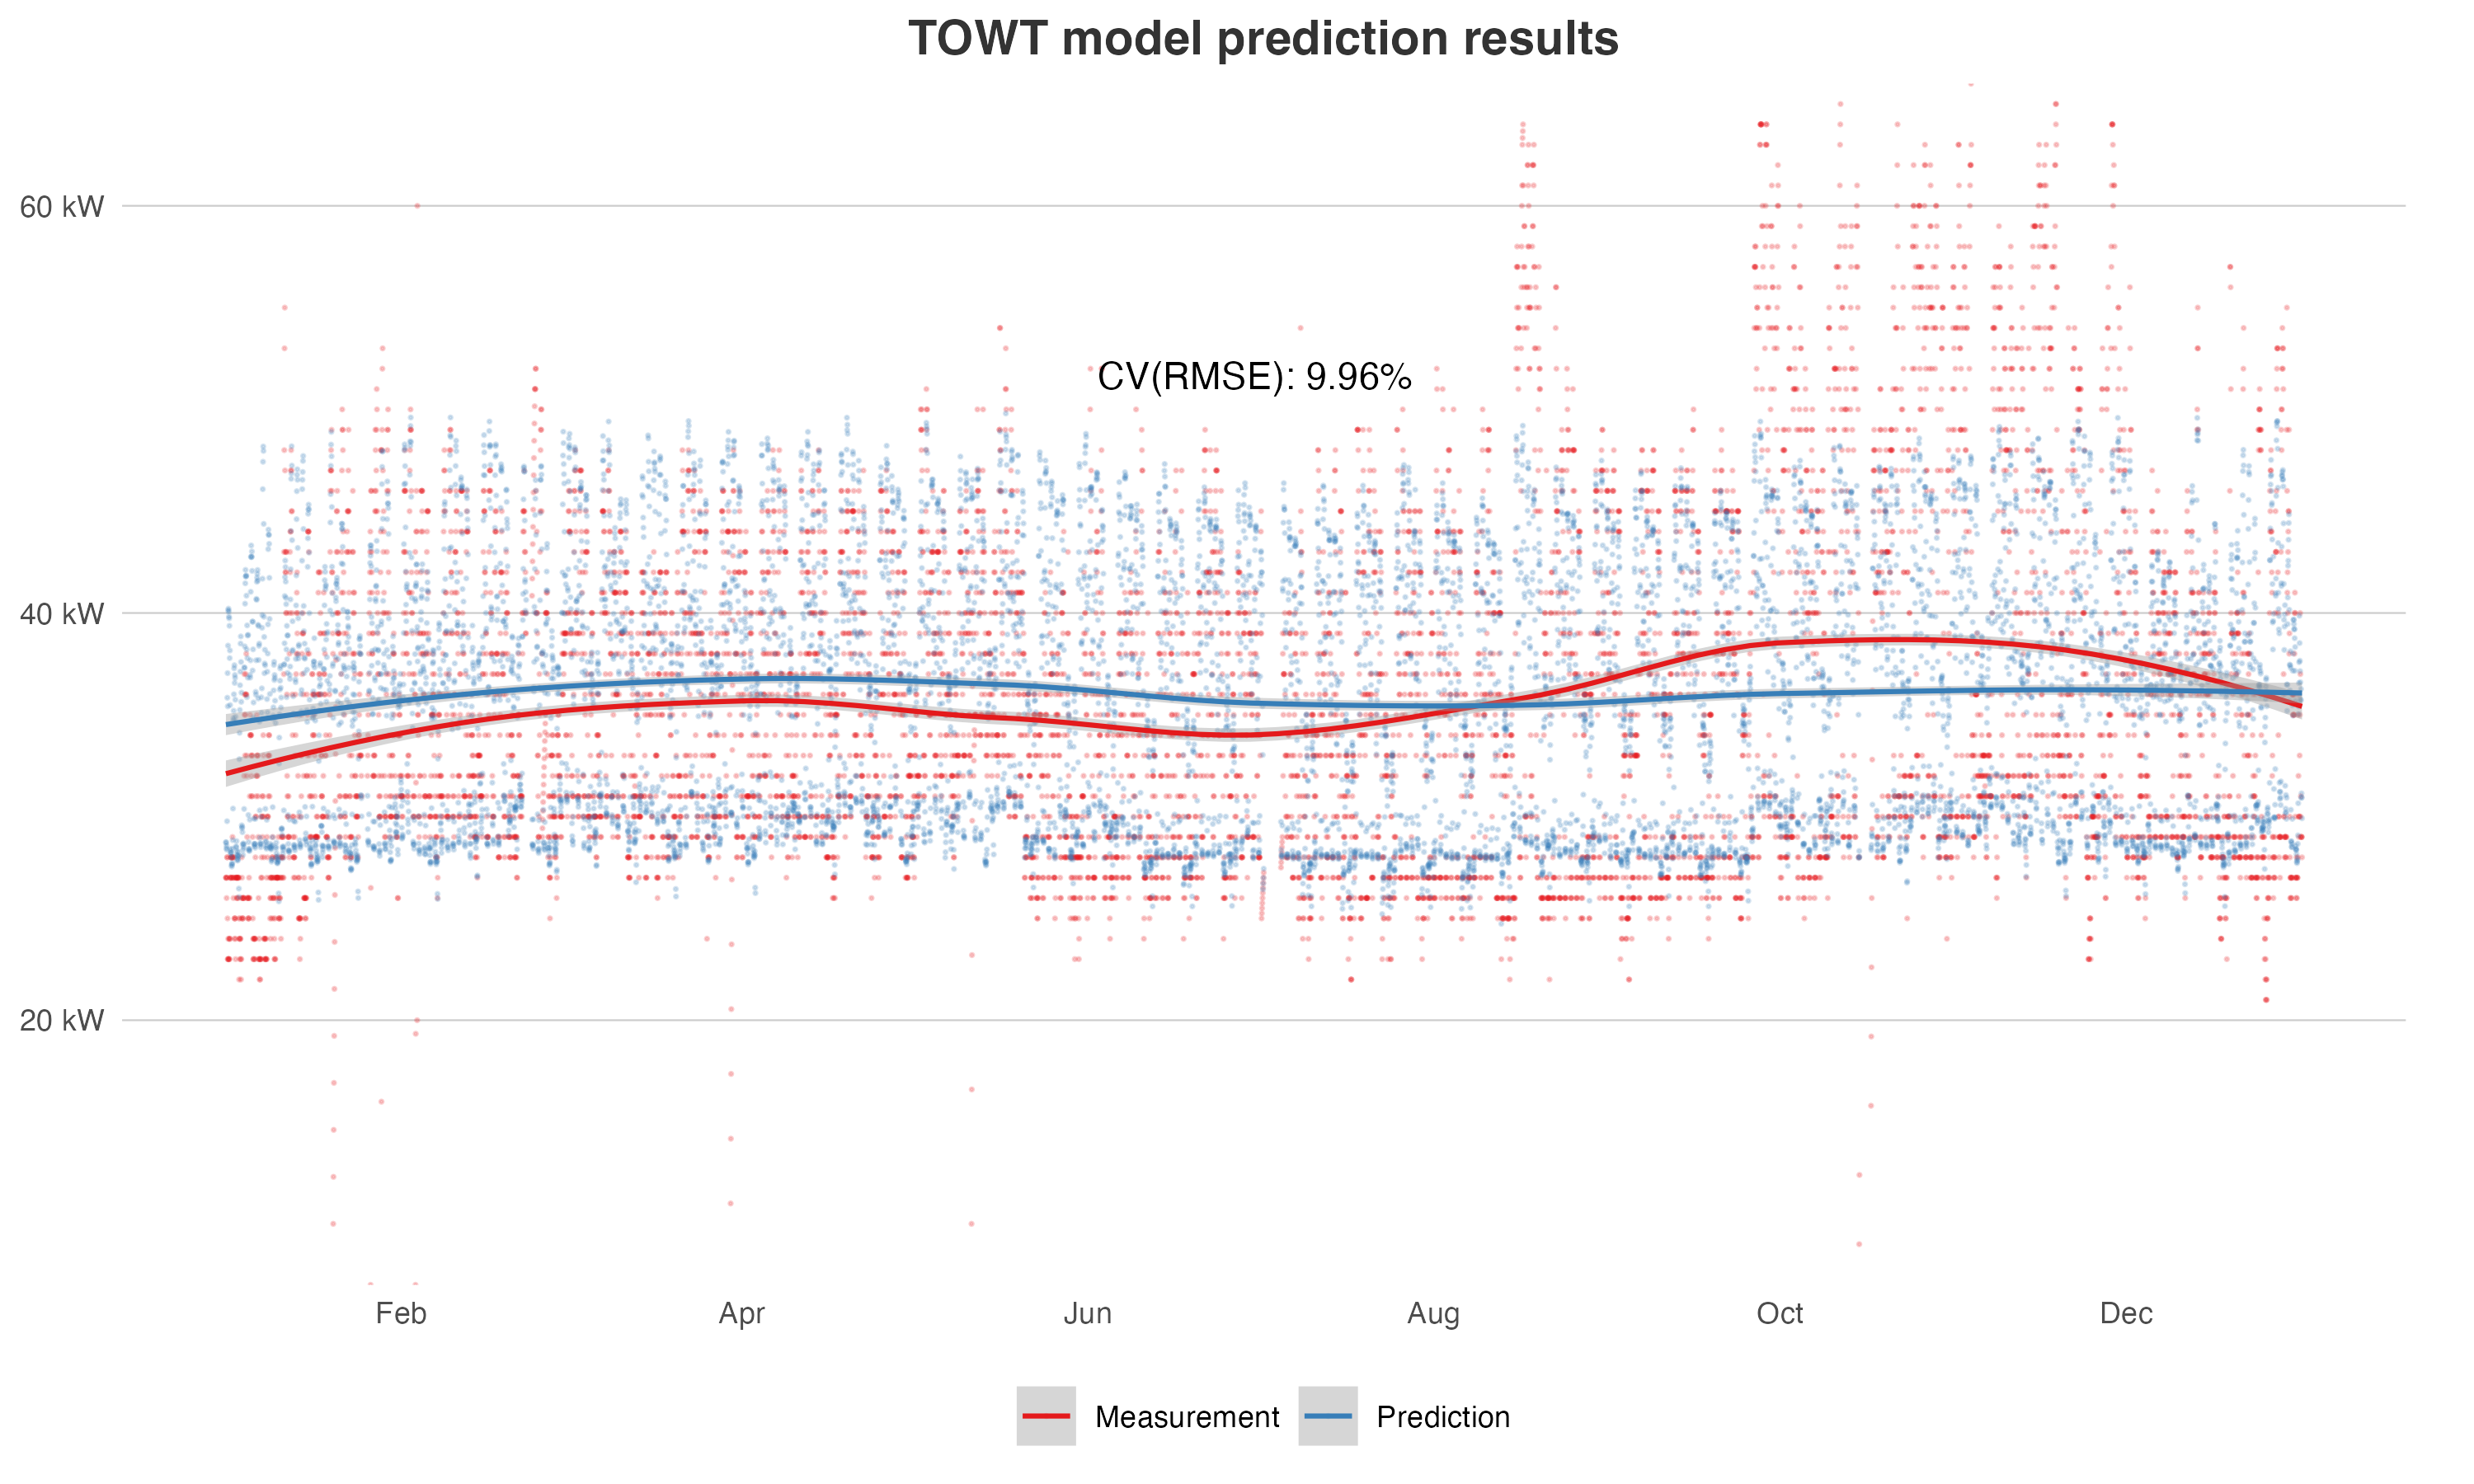 TOWT model prediction results
60 kW
CV(RMSE): 9.96%
40 kW
20 kW
Feb Apr Jun Aug Oct Dec
Measurement Prediction